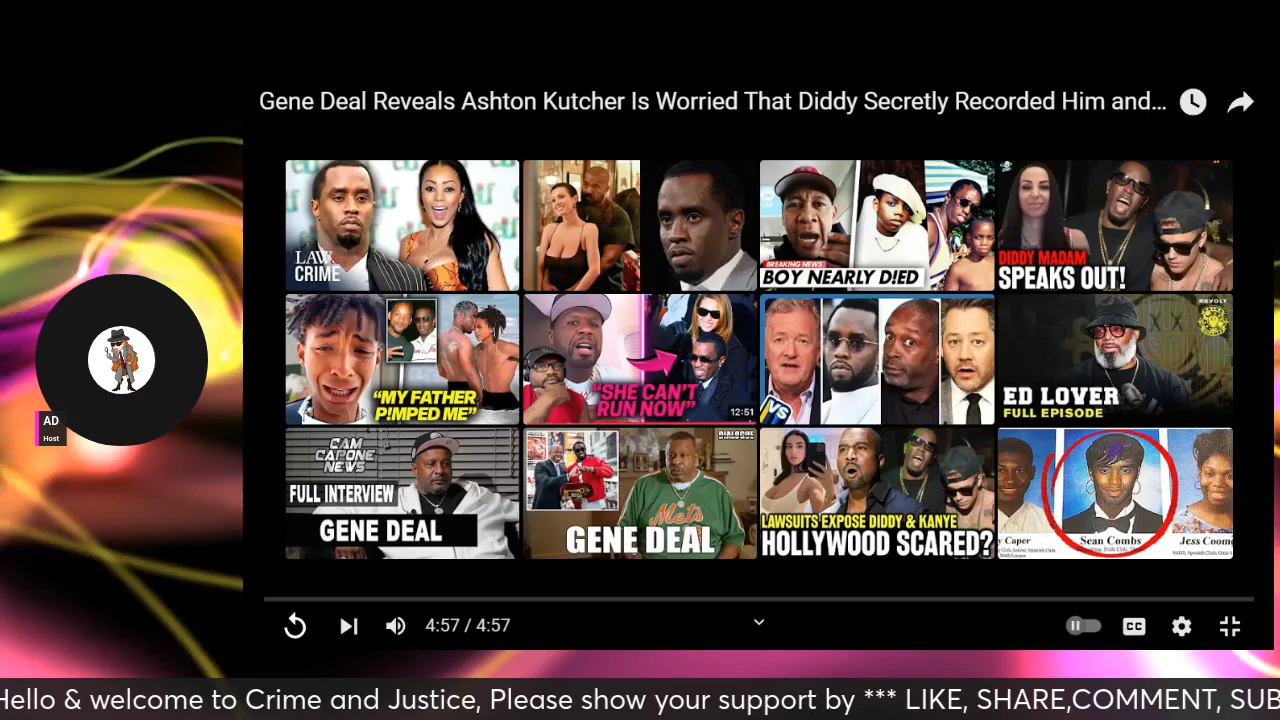 Gene Deal Reveals Ashton Kutcher Is Worried That Diddy Secretly Recorded Him and...
LAW&
CRIME
BREAKING NEWS
BOY NEARLY D!ED
DIDDY MADAM
SPEAKS OUT!
"MY FATHER
P!MPED ME"
"SHE CAN'T
RUN NOW"
12:51
VS
REVOLT
ED LOVER
FULL EPISODE
AD
Host
CAM
CAPONE
NEWS
FULL INTERVIEW
GENE DEAL
DIALOGUE
Mets
GENE DEAL
LAWSUITS EXPOSE DIDDY & KANYE
HOLLYWOOD SCARED?
y Caper
Sean Combs
Jess Coom
4:57 / 4:57
CC
Hello & welcome to Crime and Justice, Please show your support by *** LIKE, SHARE,COMMENT, SUB